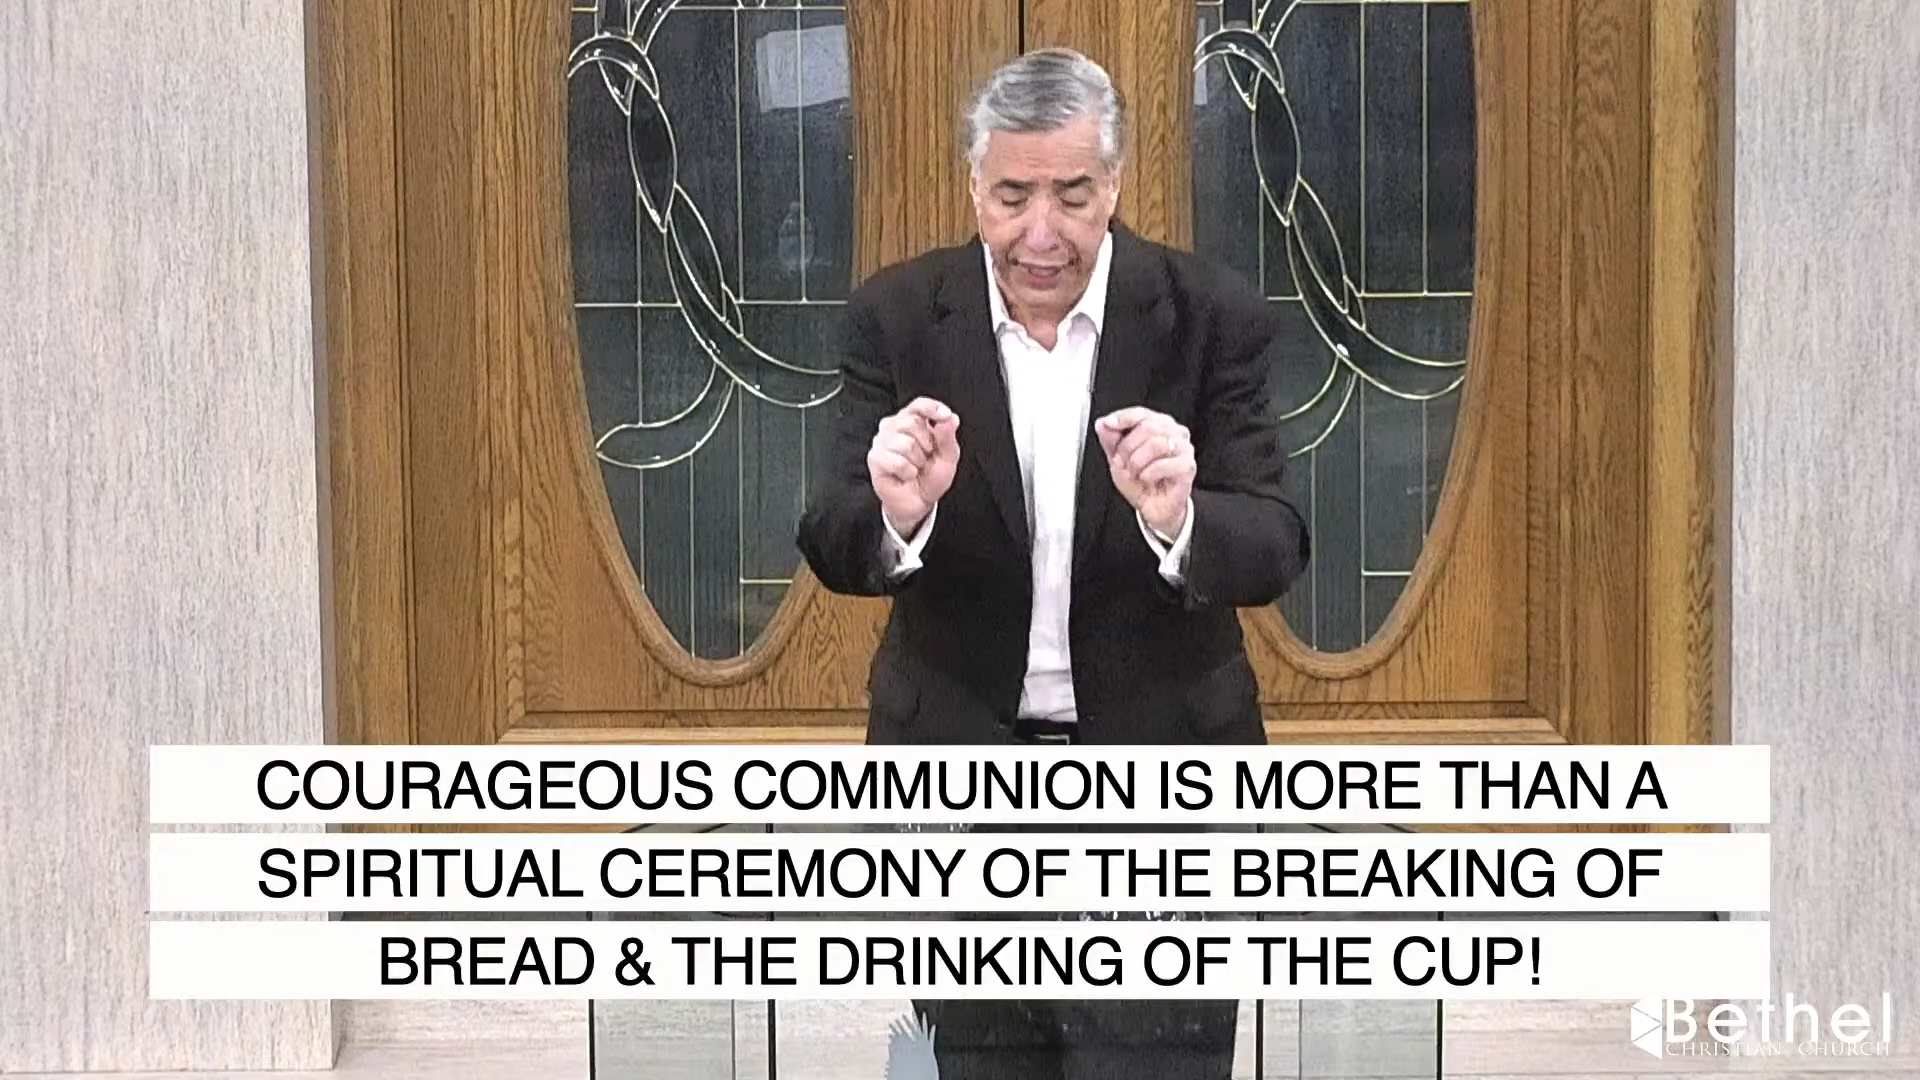 COURAGEOUS COMMUNION IS MORE THAN A
SPIRITUAL CEREMONY OF THE BREAKING OF
BREAD & THE DRINKING OF THE CUP!
Bethel
CHRISTIAN CHURCH